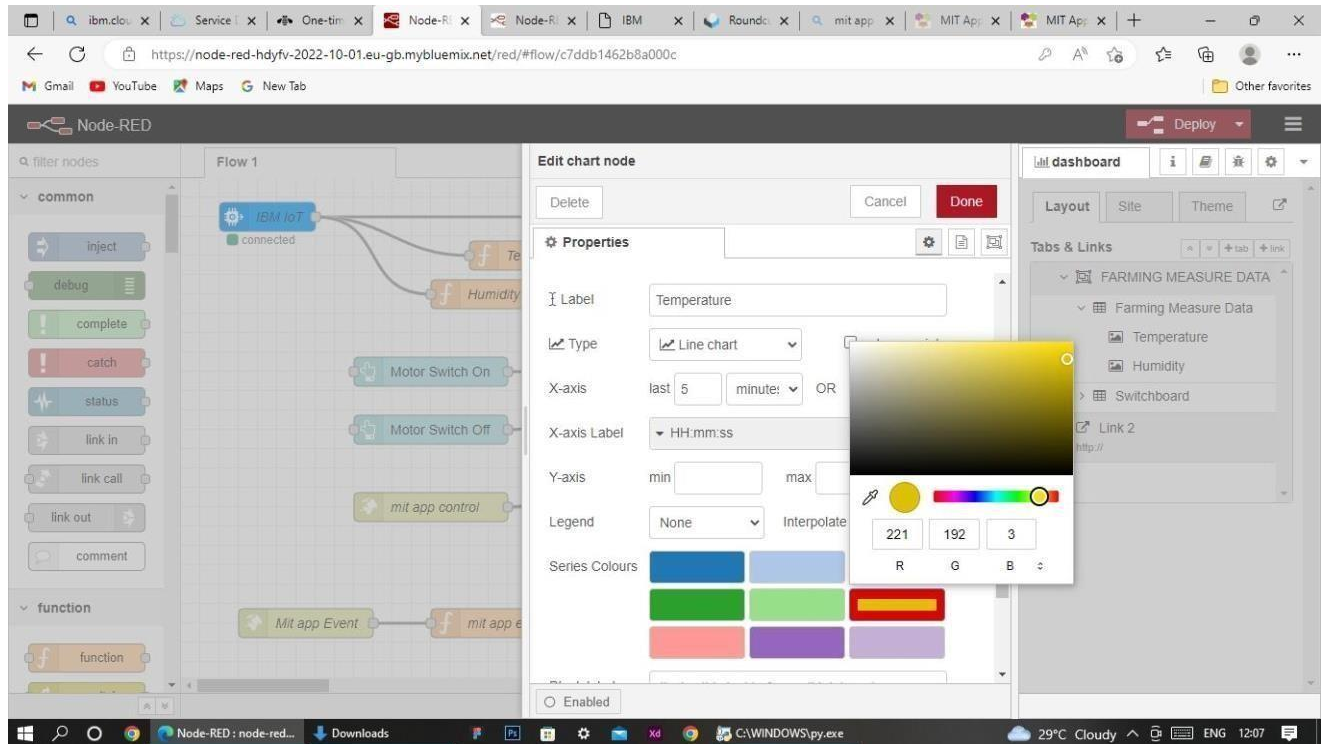 ibm.clou
Service D
One-tim
Node-RE
Node-RE
IBM
Roundcu
mit app
MIT App
MIT App
https://node-red-hdyfv-2022-10-01.eu-gb.mybluemix.net/red/#flow/c7ddb1462b8a000c
Gmail YouTube Maps New Tab Other favorites
Node-RED Deploy
filter nodes Flow 1 Edit chart node dashboard
common
Delete Cancel Done
Layout Site Theme
IBM IoT
connected
Properties
Tabs & Links tab link
inject
debug
complete
catch
status
link in
link call
link out
comment
function
function
Te
Humidity
Motor Switch On
Motor Switch Off
mit app control
Mit app Event
mit app e
Label Temperature
Type Line chart
X-axis last 5 minutes OR
X-axis Label HH:mm:ss
Y-axis min max
Legend None Interpolate
Series Colours
Enabled
221 192 3
R G B
FARMING MEASURE DATA
Farming Measure Data
Temperature
Humidity
Switchboard
Link 2
http://
Node-RED : node-red... Downloads C:\WINDOWS\py.exe 29°C Cloudy ENG 12:07